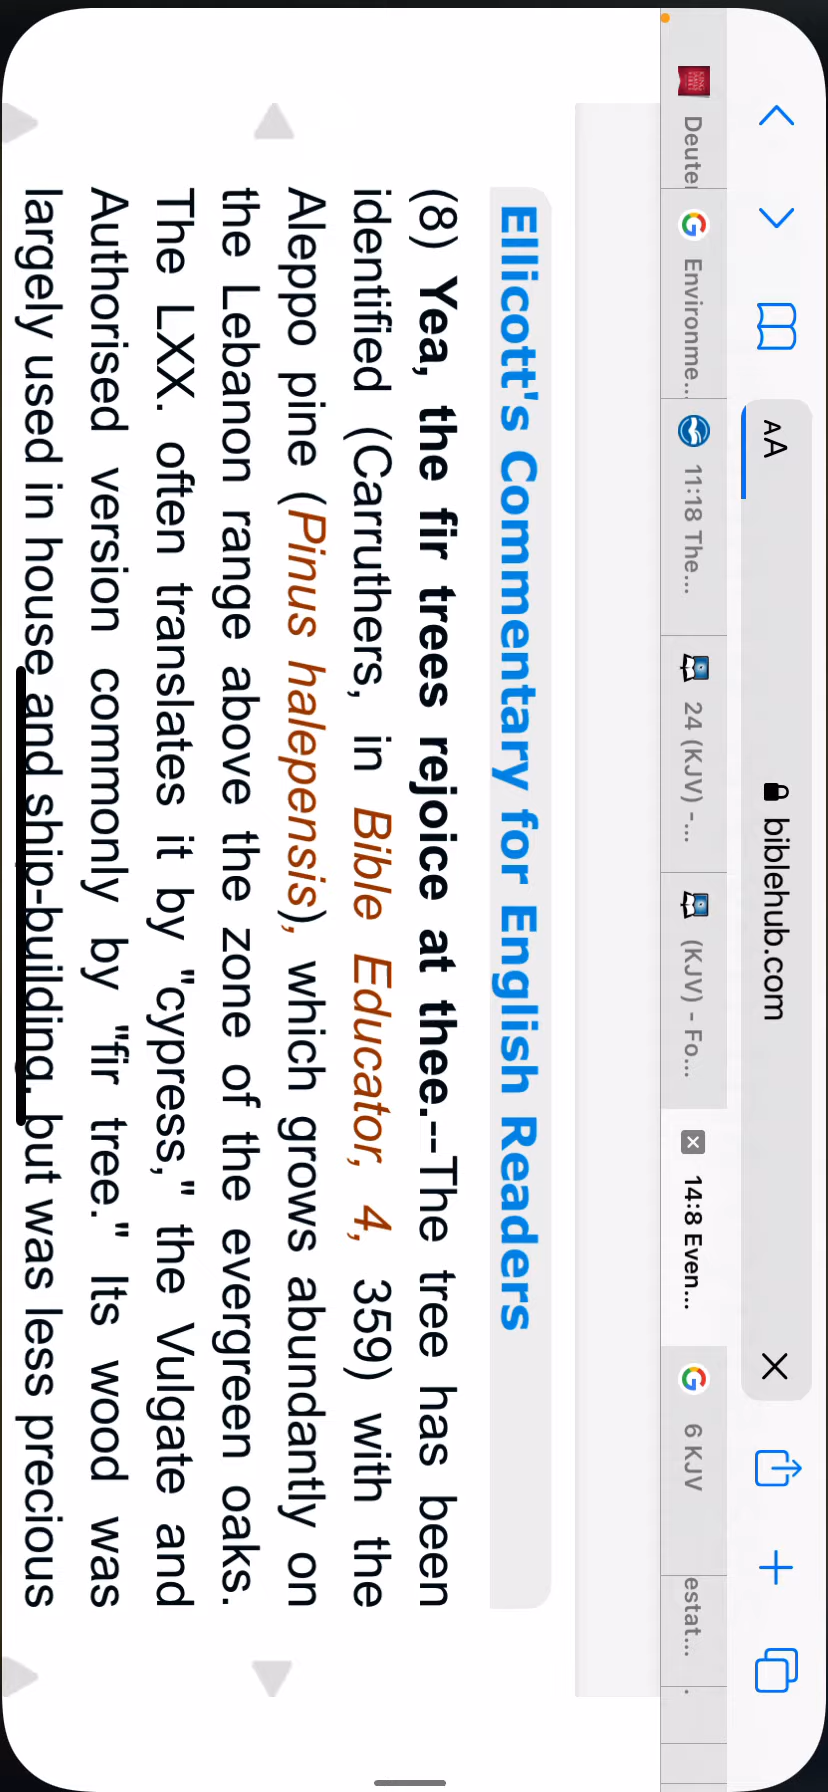 AA
biblehub.com
Deute
Environme...
11:18 The...
24 (KJV) -...
(KJV) - Fo...
14:8 Even...
6 KJV
estat...
Ellicott's Commentary for English Readers
(8) Yea, the fir trees rejoice at thee.--The tree has been
identified (Carruthers, in Bible Educator, 4, 359) with the
Aleppo pine (Pinus halepensis), which grows abundantly on
the Lebanon range above the zone of the evergreen oaks.
The LXX. often translates it by "cypress," the Vulgate and
Authorised version commonly by "fir tree." Its wood was
largely used in house and ship-building, but was less precious